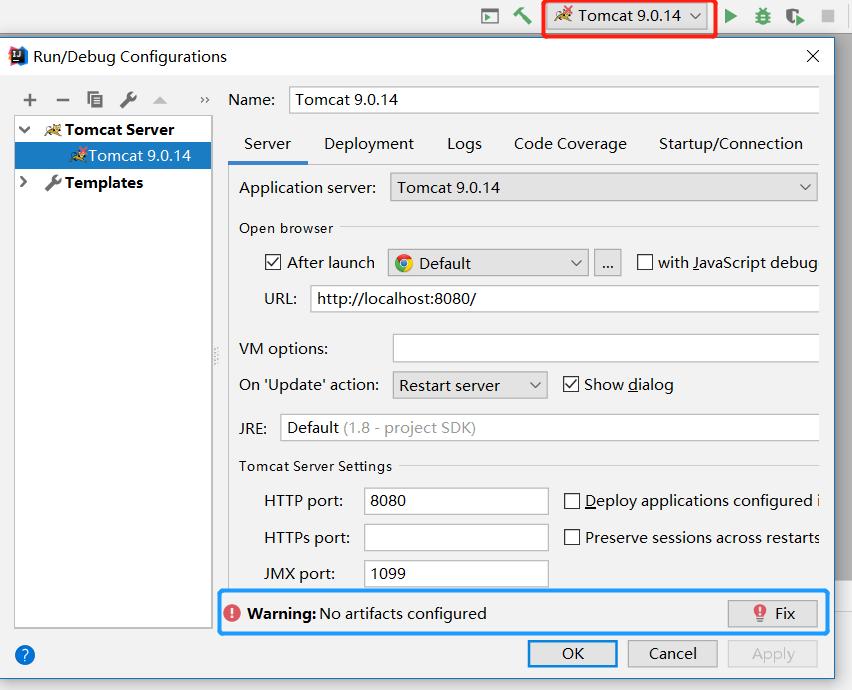 Tomcat 9.0.14
Run/Debug Configurations
Name: Tomcat 9.0.14
Tomcat Server
Tomcat 9.0.14
Templates
Server Deployment Logs Code Coverage Startup/Connection
Application server: Tomcat 9.0.14
Open browser
After launch Default ... with JavaScript debug
URL: http://localhost:8080/
VM options:
On 'Update' action: Restart server Show dialog
JRE: Default (1.8 - project SDK)
Tomcat Server Settings
HTTP port: 8080 Deploy applications configured i
HTTPs port: Preserve sessions across restarts
JMX port: 1099
Warning: No artifacts configured Fix
? OK Cancel Apply